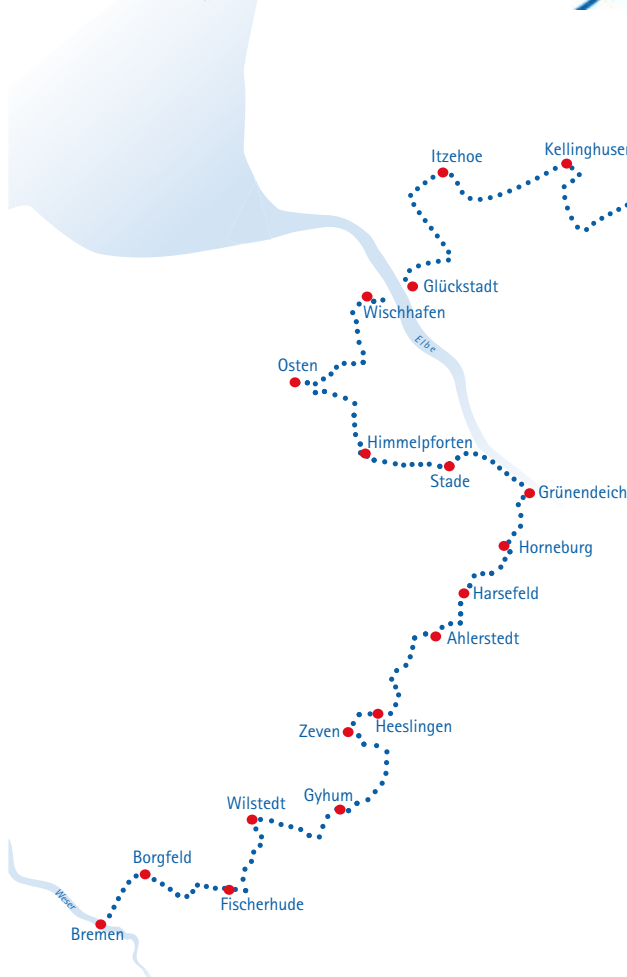 Itzehoe
Kellinghuser
Glückstadt
Wischhafen
Elbe
Osten
Himmelpforten
Stade
Grünendeich
Horneburg
Harsefeld
Ahlerstedt
Heeslingen
Zeven
Gyhum
Wilstedt
Borgfeld
Fischerhude
Weser
Bremen